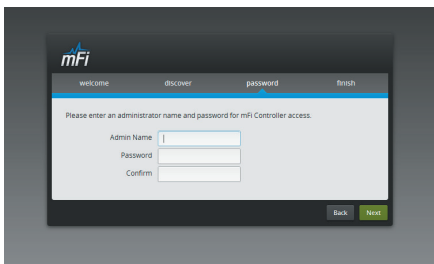 mFi
welcome discover password finish
Please enter an administrator name and password for mFi Controller access.
Admin Name
Password
Confirm
Back Next